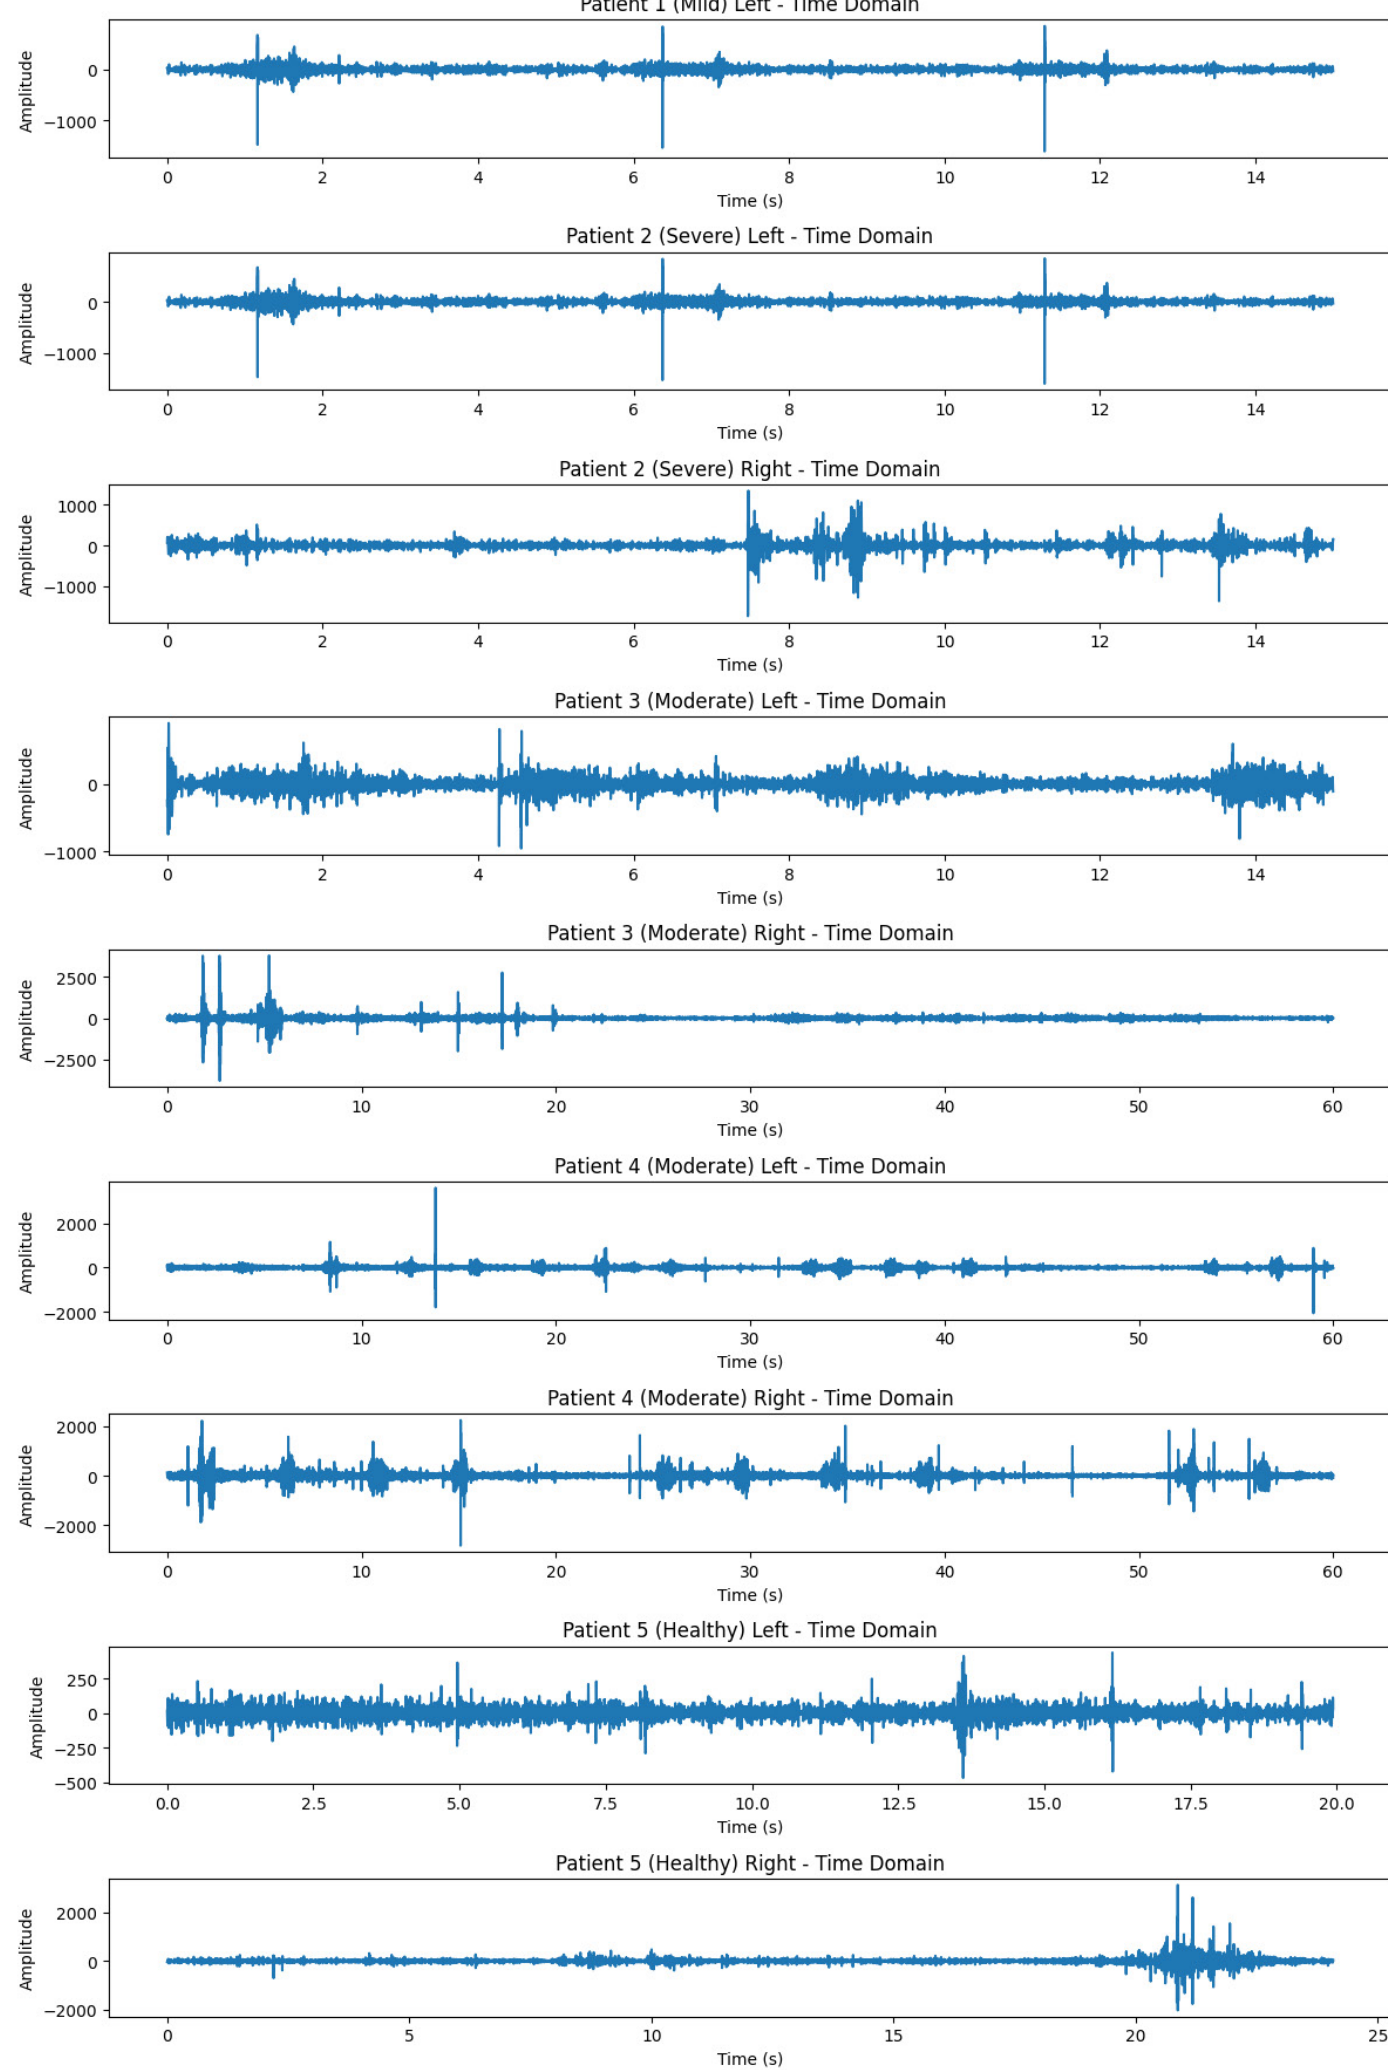 Patient 1 (Mild) Left - Time Domain
Amplitude
0
−1000
0 2 4 6 8 10 12 14
Time (s)
Patient 2 (Severe) Left - Time Domain
Amplitude
0
−1000
0 2 4 6 8 10 12 14
Time (s)
Patient 2 (Severe) Right - Time Domain
Amplitude
1000
0
−1000
0 2 4 6 8 10 12 14
Time (s)
Patient 3 (Moderate) Left - Time Domain
Amplitude
0
−1000
0 2 4 6 8 10 12 14
Time (s)
Patient 3 (Moderate) Right - Time Domain
Amplitude
2500
0
−2500
0 10 20 30 40 50 60
Time (s)
Patient 4 (Moderate) Left - Time Domain
Amplitude
2000
0
−2000
0 10 20 30 40 50 60
Time (s)
Patient 4 (Moderate) Right - Time Domain
Amplitude
2000
0
−2000
0 10 20 30 40 50 60
Time (s)
Patient 5 (Healthy) Left - Time Domain
Amplitude
250
0
−250
−500
0.0 2.5 5.0 7.5 10.0 12.5 15.0 17.5 20.0
Time (s)
Patient 5 (Healthy) Right - Time Domain
Amplitude
2000
0
−2000
0 5 10 15 20 25
Time (s)